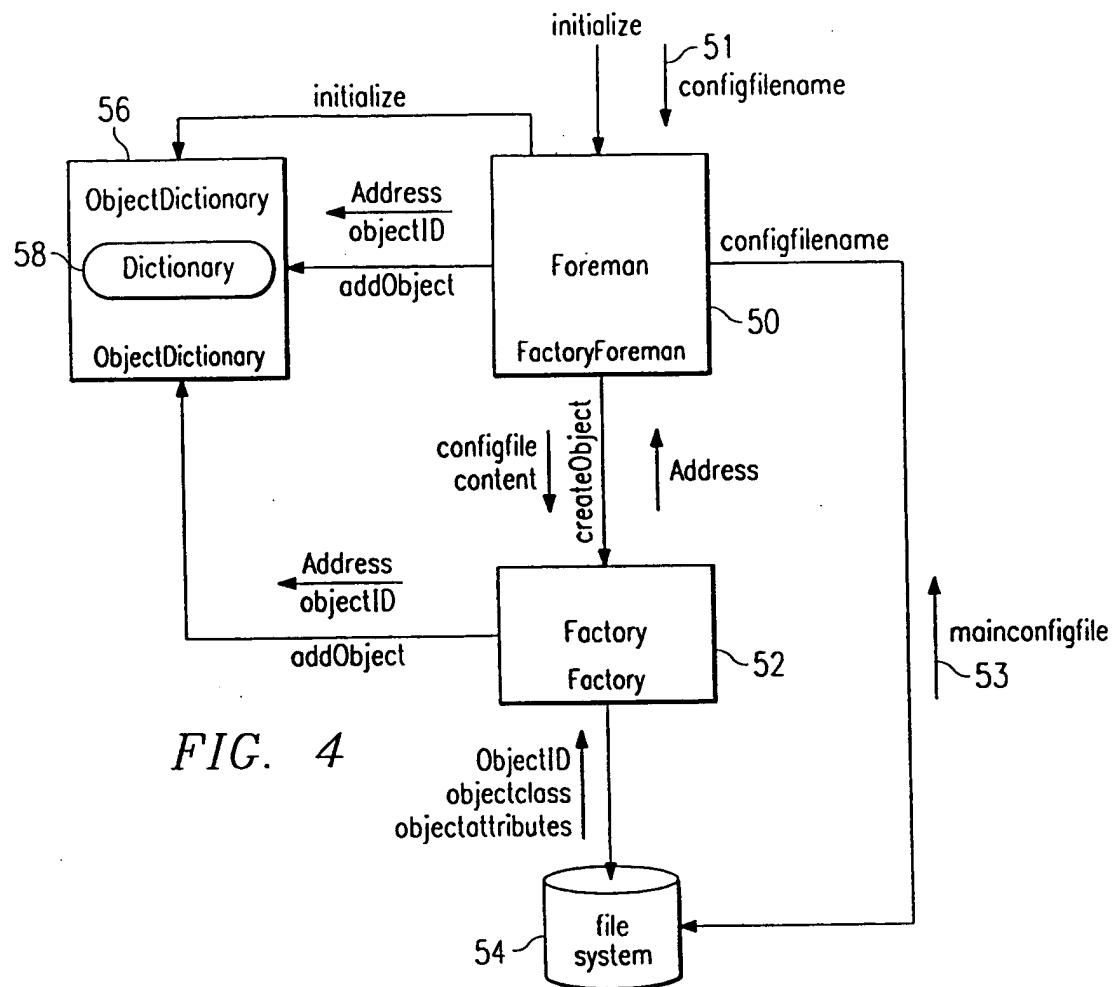 initialize
51
configfilename
initialize
56
ObjectDictionary
58
Dictionary
ObjectDictionary
Address
objectID
addObject
Foreman
FactoryForeman
50
configfilename
configfile
content
createObject
Address
Address
objectID
addObject
Factory
Factory
52
mainconfigfile
53
FIG. 4
ObjectID
objectclass
objectattributes
file
system
54